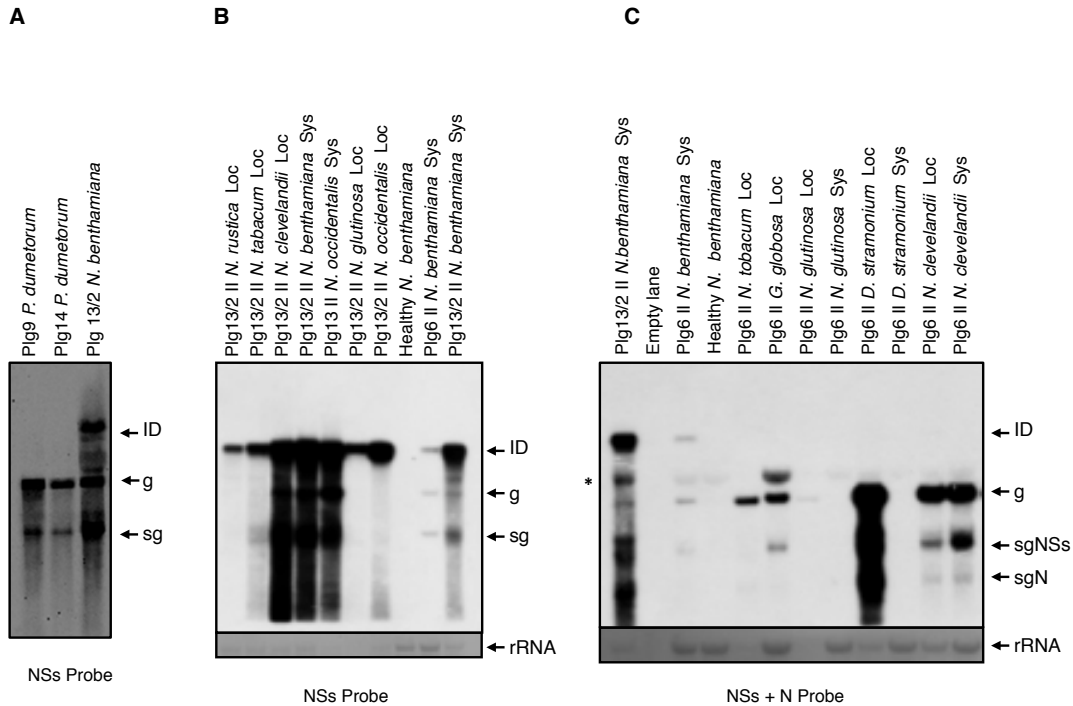 A
B
C
Plg9 P. dumetorum
Plg14 P. dumetorum
Plg 13/2 N. benthamiana
ID
g
sg
NSs Probe
Plg13/2 II N. rustica Loc
Plg13/2 II N. tabacum Loc
Plg13/2 II N. clevelandii Loc
Plg13/2 II N. benthamiana Sys
Plg13 II N. occidentalis Sys
Plg13/2 II N. glutinosa Loc
Plg13/2 II N. occidentalis Loc
Healthy N. benthamiana
Plg6 II N. benthamiana Sys
Plg13/2 II N. benthamiana Sys
ID
g
sg
rRNA
NSs Probe
Plg13/2 II N.benthamiana Sys
Empty lane
Plg6 II N. benthamiana Sys
Healthy N. benthamiana
Plg6 II N. tobacum Loc
Plg6 II G. globosa Loc
Plg6 II N. glutinosa Loc
Plg6 II N. glutinosa Sys
Plg6 II D. stramonium Loc
Plg6 II D. stramonium Sys
Plg6 II N. clevelandii Loc
Plg6 II N. clevelandii Sys
*
ID
g
sgNSs
sgN
rRNA
NSs + N Probe